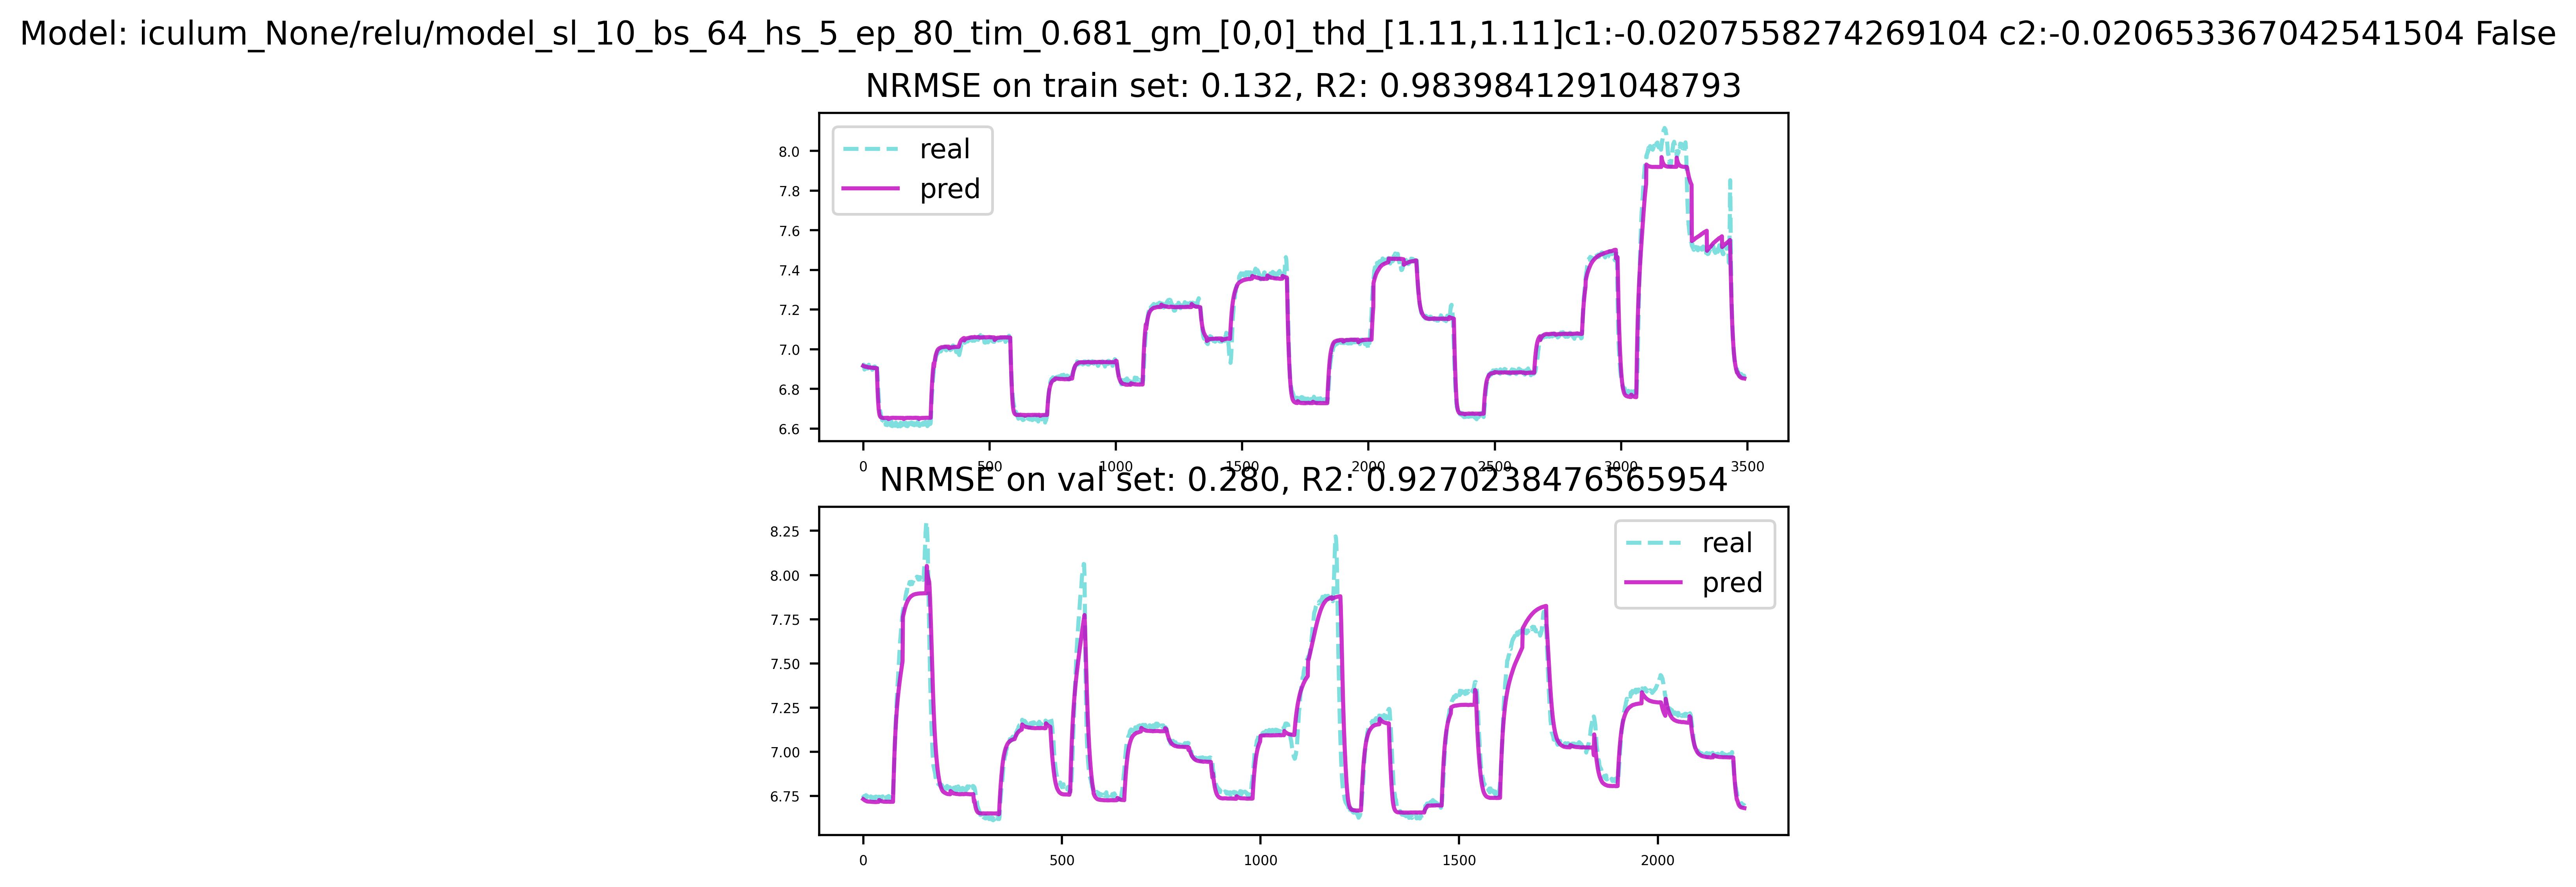 Model: iculum_None/relu/model_sl_10_bs_64_hs_5_ep_80_tim_0.681_gm_[0,0]_thd_[1.11,1.11]c1:-0.0207558274269104 c2:-0.020653367042541504 False
NRMSE on train set: 0.132, R2: 0.9839841291048793
real
pred
8.0
7.8
7.6
7.4
7.2
7.0
6.8
6.6
0 500 1000 1500 2000 2500 3000 3500
NRMSE on val set: 0.280, R2: 0.9270238476565954
real
pred
8.25
8.00
7.75
7.50
7.25
7.00
6.75
0 500 1000 1500 2000